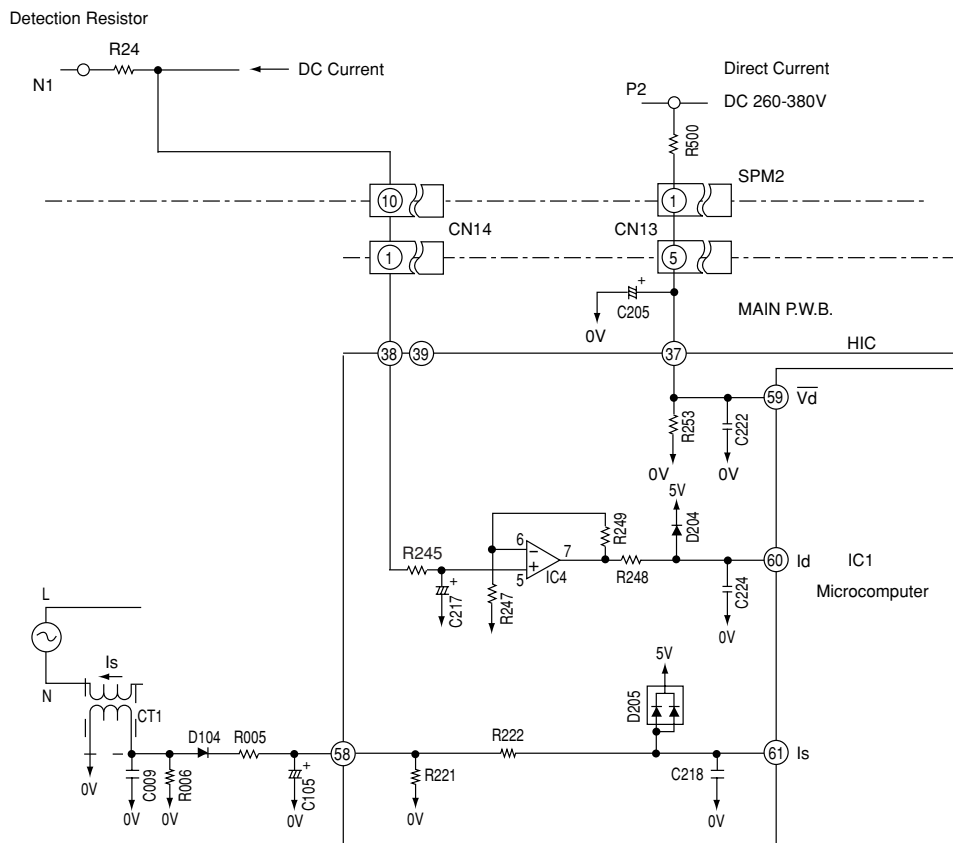 Detection Resistor
R24
N1
DC Current
Direct Current
P2
DC 260-380V
R500
SPM2
10
1
CN14
CN13
1
5
+
C205
0V
MAIN P.W.B.
38
39
37
HIC
59
Vd
R253
C222
0V
0V
5V
D204
R249
6
7
−
+
5
IC4
R245
R248
60
Id
IC1
Microcomputer
+
C217
R247
C224
0V
L
N
Is
CT1
5V
D205
D104
R005
58
R222
61
Is
0V
C009
R006
+
C105
R221
C218
0V
0V
0V
0V
0V